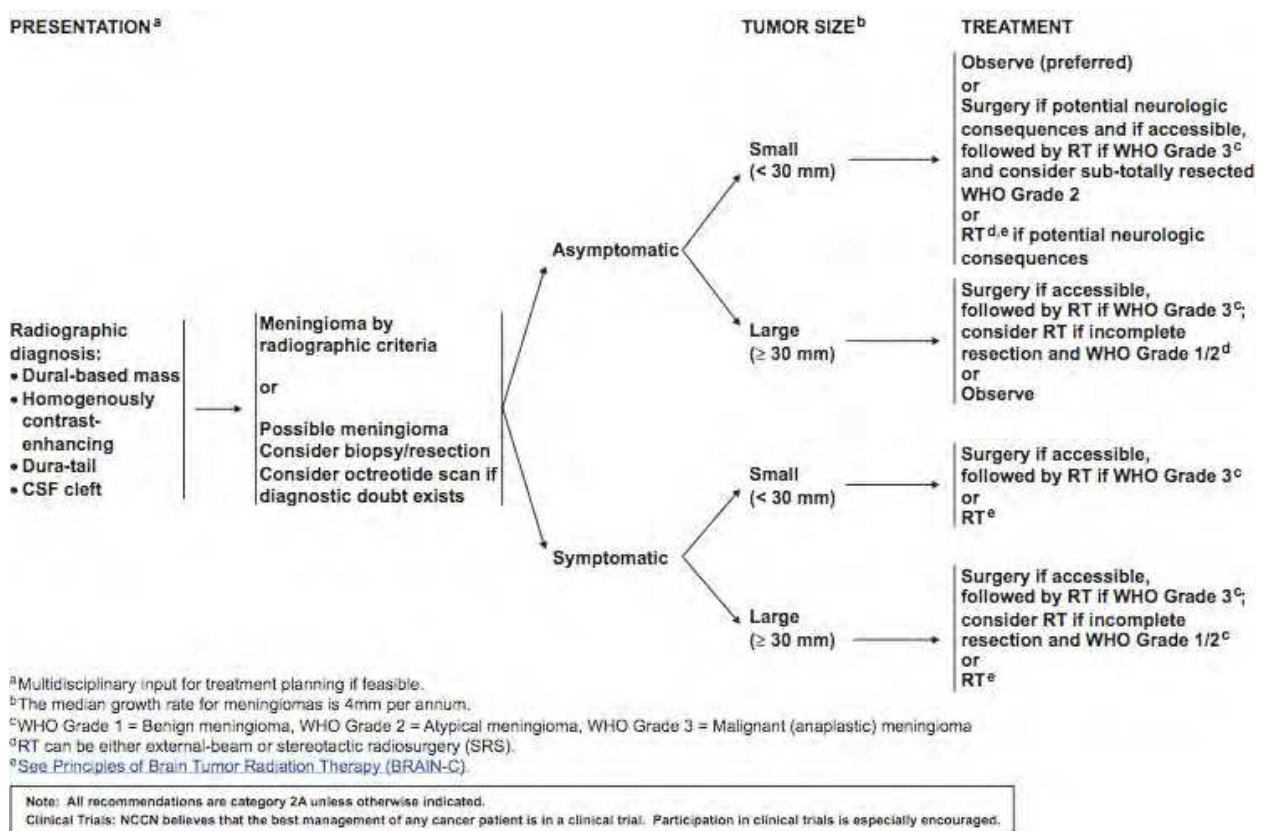 PRESENTATIONa
TUMOR SIZEb
TREATMENT
Radiographic
diagnosis:
• Dural-based mass
• Homogenously
contrast-
enhancing
• Dura-tail
• CSF cleft
Meningioma by
radiographic criteria
or
Possible meningioma
Consider biopsy/resection
Consider octreotide scan if
diagnostic doubt exists
Asymptomatic
Small
(< 30 mm)
Observe (preferred)
or
Surgery if potential neurologic
consequences and if accessible,
followed by RT if WHO Grade 3c
and consider sub-totally resected
WHO Grade 2
or
RTd,e if potential neurologic
consequences
Large
(≥ 30 mm)
Surgery if accessible,
followed by RT if WHO Grade 3c;
consider RT if incomplete
resection and WHO Grade 1/2d
or
Observe
Symptomatic
Small
(< 30 mm)
Surgery if accessible,
followed by RT if WHO Grade 3c
or
RTe
Large
(≥ 30 mm)
Surgery if accessible,
followed by RT if WHO Grade 3c;
consider RT if incomplete
resection and WHO Grade 1/2c
or
RTe
aMultidisciplinary input for treatment planning if feasible.
bThe median growth rate for meningiomas is 4mm per annum.
cWHO Grade 1 = Benign meningioma, WHO Grade 2 = Atypical meningioma, WHO Grade 3 = Malignant (anaplastic) meningioma
dRT can be either external-beam or stereotactic radiosurgery (SRS).
eSee Principles of Brain Tumor Radiation Therapy (BRAIN-C).
Note: All recommendations are category 2A unless otherwise indicated.
Clinical Trials: NCCN believes that the best management of any cancer patient is in a clinical trial. Participation in clinical trials is especially encouraged.